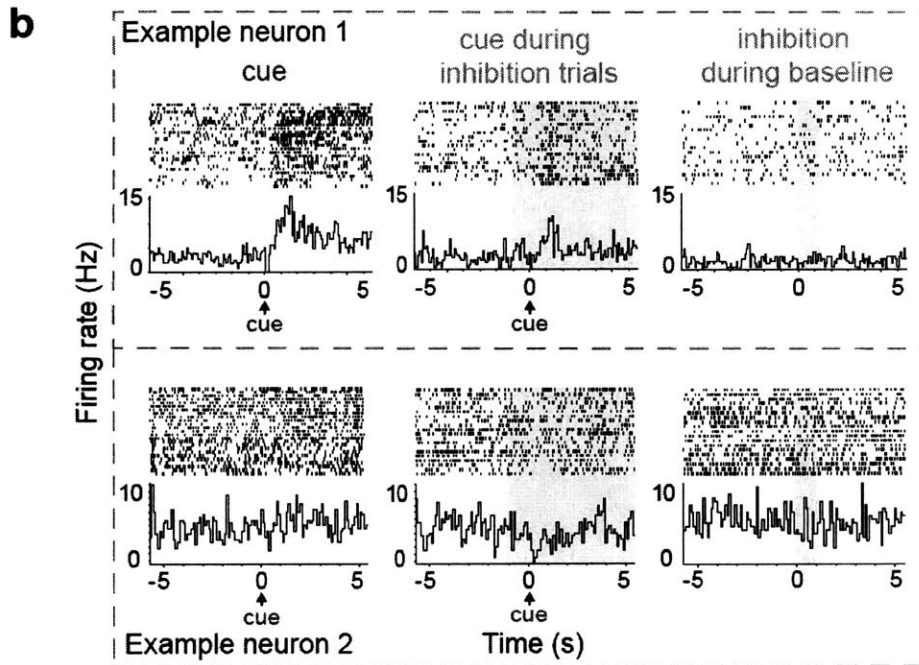 b
Example neuron 1
cue
cue during
inhibition trials
inhibition
during baseline
Firing rate (Hz)
15
0
-5 0 5
cue
15
0
-5 0 5
cue
15
0
-5 0 5
10
0
-5 0 5
cue
10
0
-5 0 5
cue
10
0
-5 0 5
Example neuron 2
Time (s)